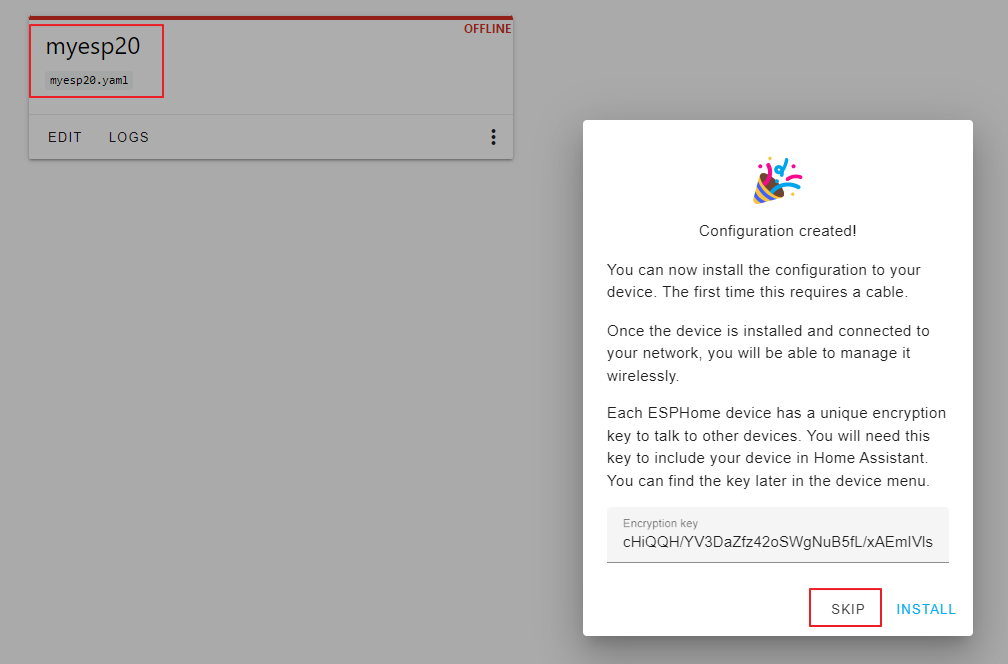 OFFLINE
myesp20
myesp20.yaml
EDIT LOGS
Configuration created!
You can now install the configuration to your
device. The first time this requires a cable.
Once the device is installed and connected to
your network, you will be able to manage it
wirelessly.
Each ESPHome device has a unique encryption
key to talk to other devices. You will need this
key to include your device in Home Assistant.
You can find the key later in the device menu.
Encryption key
cHiQQH/YV3DaZfz42oSWgNuB5fL/xAEmIVIs
SKIP INSTALL